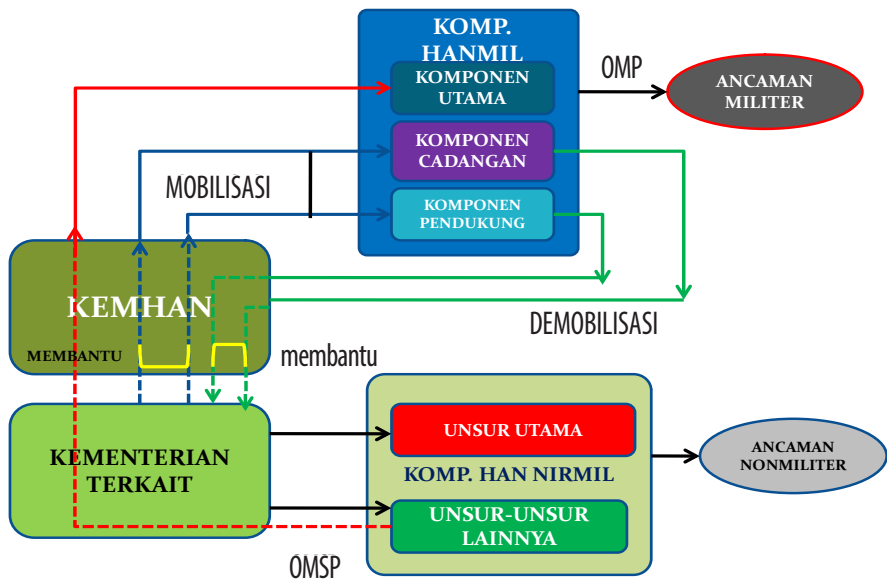 KOMP.
HANMIL
KOMPONEN
UTAMA
OMP
ANCAMAN
MILITER
KOMPONEN
CADANGAN
MOBILISASI
KOMPONEN
PENDUKUNG
KEMHAN
DEMOBILISASI
MEMBANTU
membantu
UNSUR UTAMA
KEMENTERIAN
TERKAIT
KOMP. HAN NIRMIL
ANCAMAN
NONMILITER
UNSUR-UNSUR
LAINNYA
OMSP